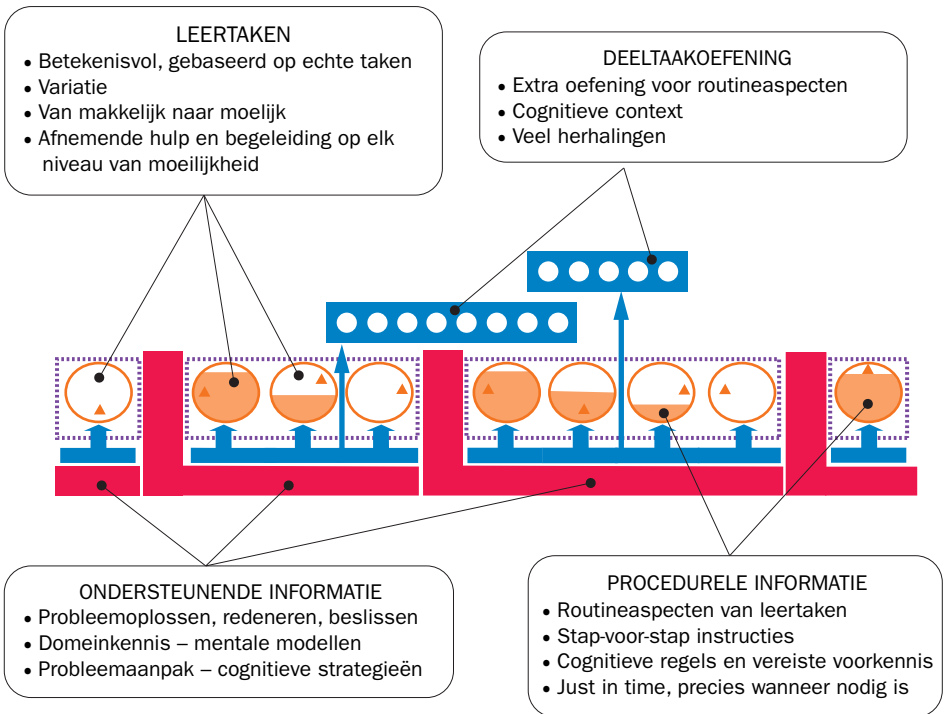 LEERTAKEN
• Betekenisvol, gebaseerd op echte taken
• Variatie
• Van makkelijk naar moelijk
• Afnemende hulp en begeleiding op elk
niveau van moeilijkheid
DEELTAAKOEFENING
• Extra oefening voor routineaspecten
• Cognitieve context
• Veel herhalingen
ONDERSTEUNENDE INFORMATIE
• Probleemoplossen, redeneren, beslissen
• Domeinkennis – mentale modellen
• Probleemaanpak – cognitieve strategieën
PROCEDURELE INFORMATIE
• Routineaspecten van leertaken
• Stap-voor-stap instructies
• Cognitieve regels en vereiste voorkennis
• Just in time, precies wanneer nodig is